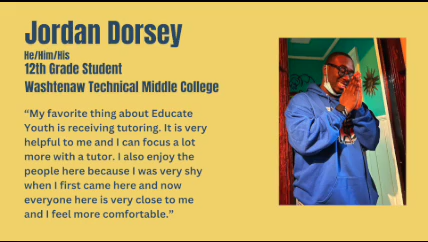 Jordan Dorsey
He/Him/His
12th Grade Student
Washtenaw Technical Middle College
“My favorite thing about Educate
Youth is receiving tutoring. It is very
helpful to me and I can focus a lot
more with a tutor. I also enjoy the
people here because I was very shy
when I first came here and now
everyone here is very close to me
and I feel more comfortable.”